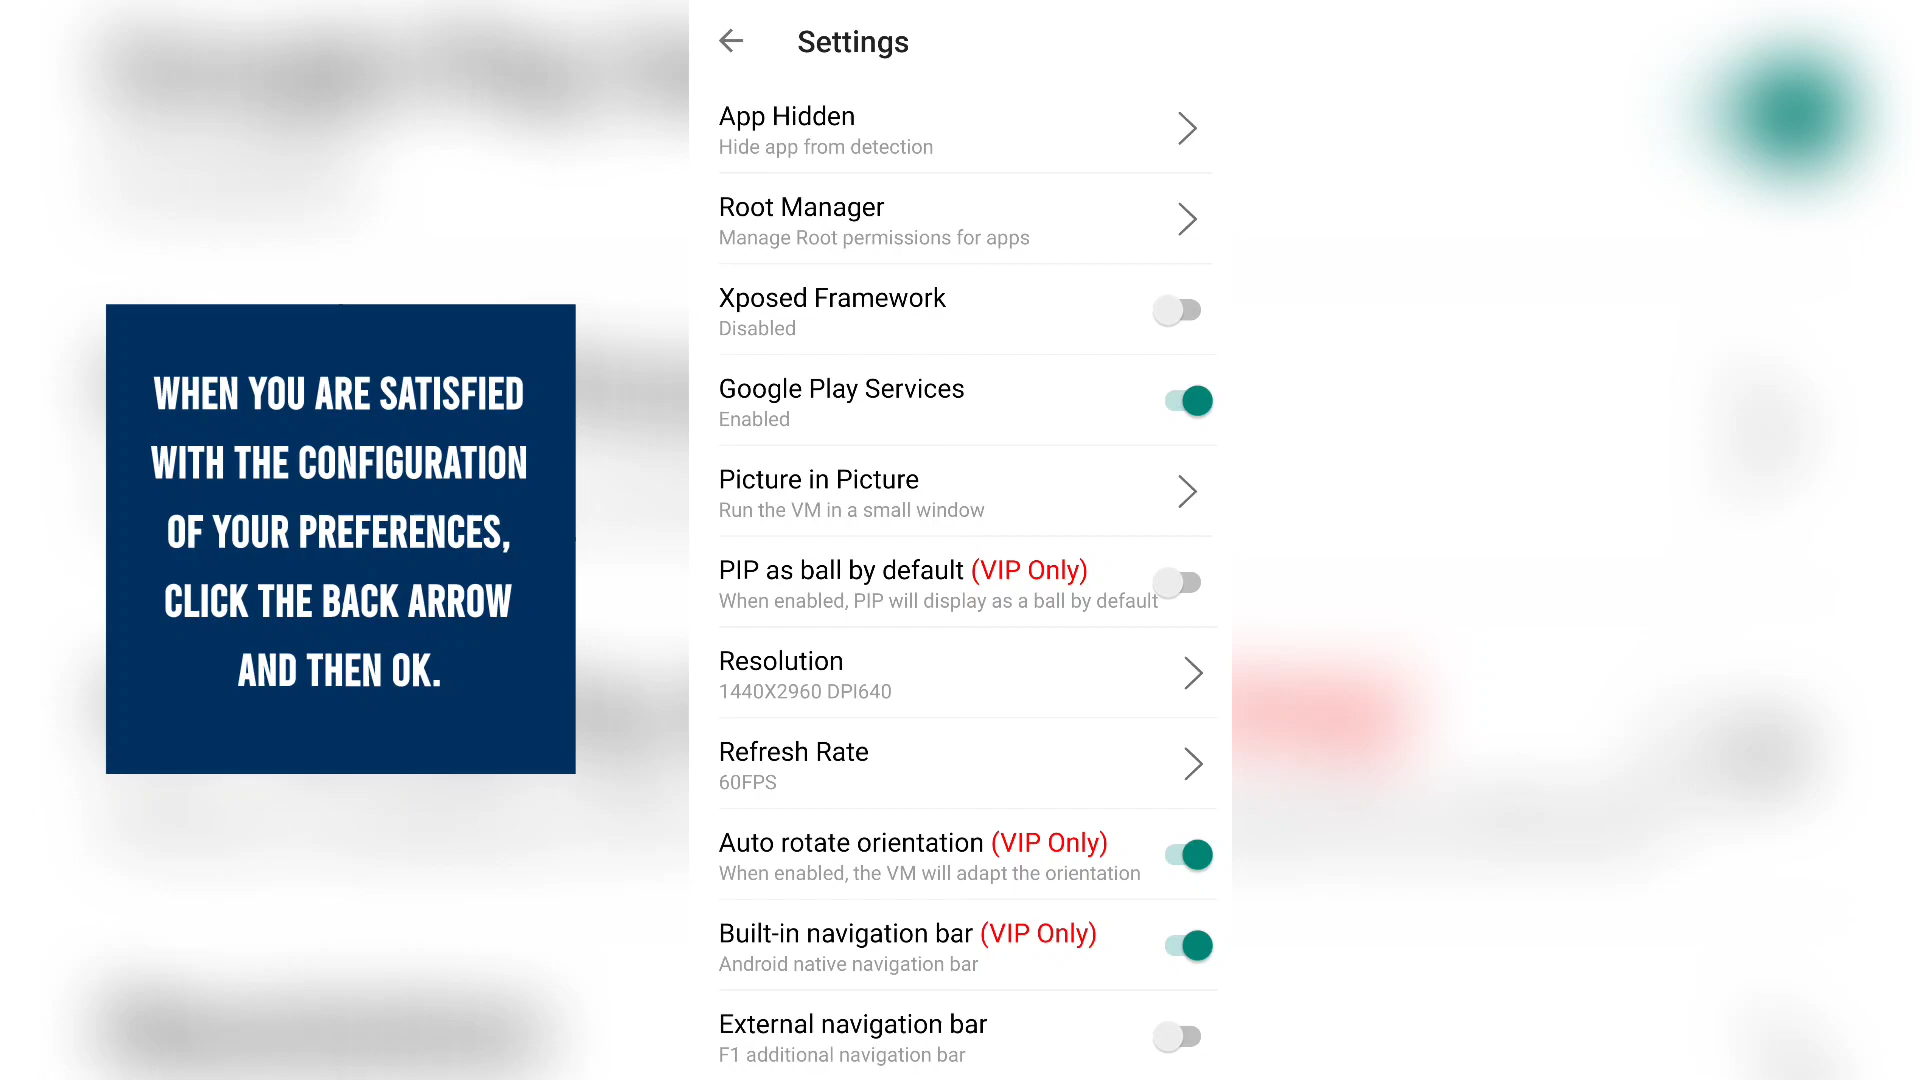 WHEN YOU ARE SATISFIED
WITH THE CONFIGURATION
OF YOUR PREFERENCES,
CLICK THE BACK ARROW
AND THEN OK.
Settings
App Hidden
Hide app from detection
Root Manager
Manage Root permissions for apps
Xposed Framework
Disabled
Google Play Services
Enabled
Picture in Picture
Run the VM in a small window
PIP as ball by default (VIP Only)
When enabled, PIP will display as a ball by default
Resolution
1440X2960 DPI640
Refresh Rate
60FPS
Auto rotate orientation (VIP Only)
When enabled, the VM will adapt the orientation
Built-in navigation bar (VIP Only)
Android native navigation bar
External navigation bar
F1 additional navigation bar